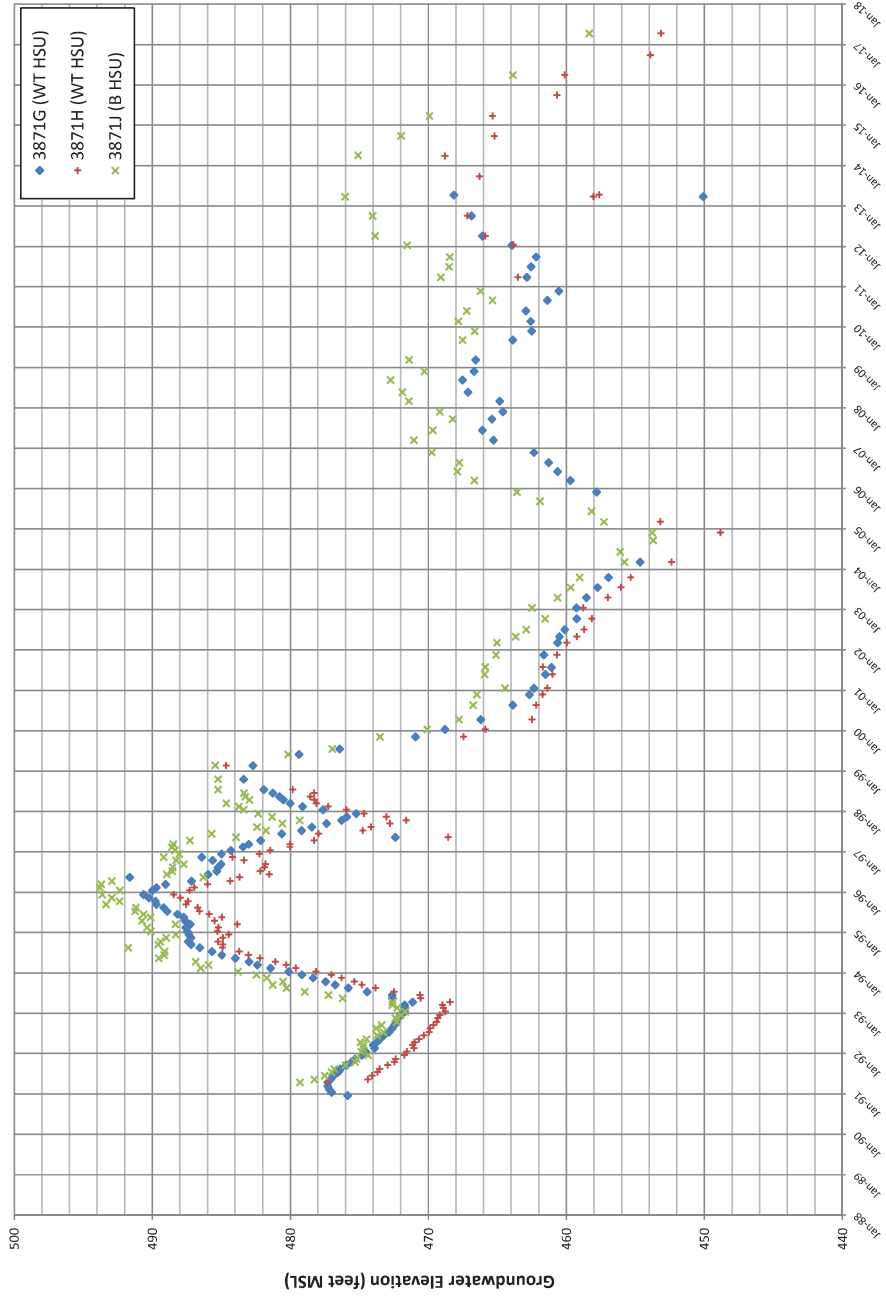 3871G (WT HSU)
3871H (WT HSU)
3871J (B HSU)
Groundwater Elevation (feet MSL)
500
490
480
470
460
450
440
Jan-88
Jan-89
Jan-90
Jan-91
Jan-92
Jan-93
Jan-94
Jan-95
Jan-96
Jan-97
Jan-98
Jan-99
Jan-00
Jan-01
Jan-02
Jan-03
Jan-04
Jan-05
Jan-06
Jan-07
Jan-08
Jan-09
Jan-10
Jan-11
Jan-12
Jan-13
Jan-14
Jan-15
Jan-16
Jan-17
Jan-18